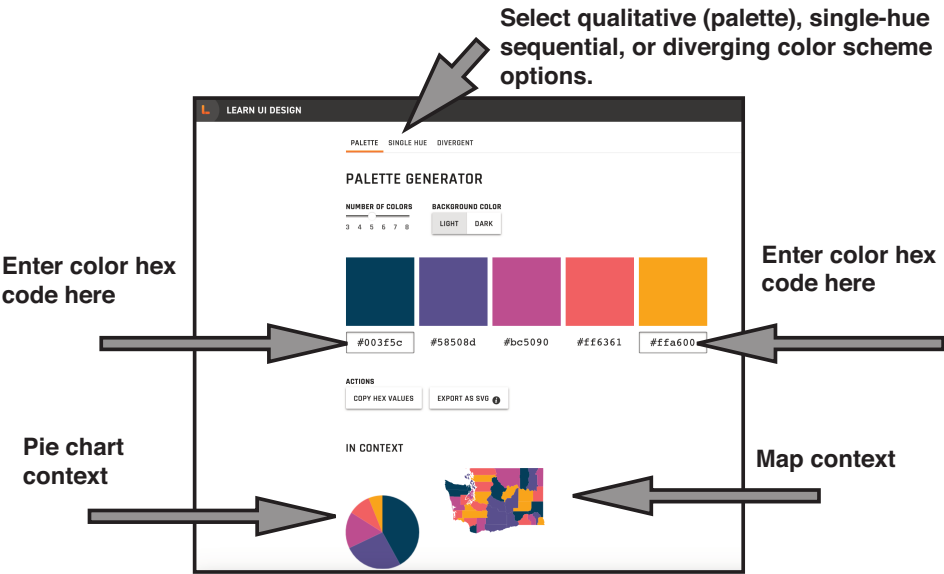 Select qualitative (palette), single-hue
sequential, or diverging color scheme
options.
L
LEARN UI DESIGN
PALETTE SINGLE HUE DIVERGENT
PALETTE GENERATOR
NUMBER OF COLORS BACKGROUND COLOR
3 4 5 6 7 8 LIGHT DARK
Enter color hex
code here
Enter color hex
code here
#003f5c #58508d #bc5090 #ff6361 #ffa600
ACTIONS
COPY HEX VALUES EXPORT AS SVG i
IN CONTEXT
Pie chart
context
Map context